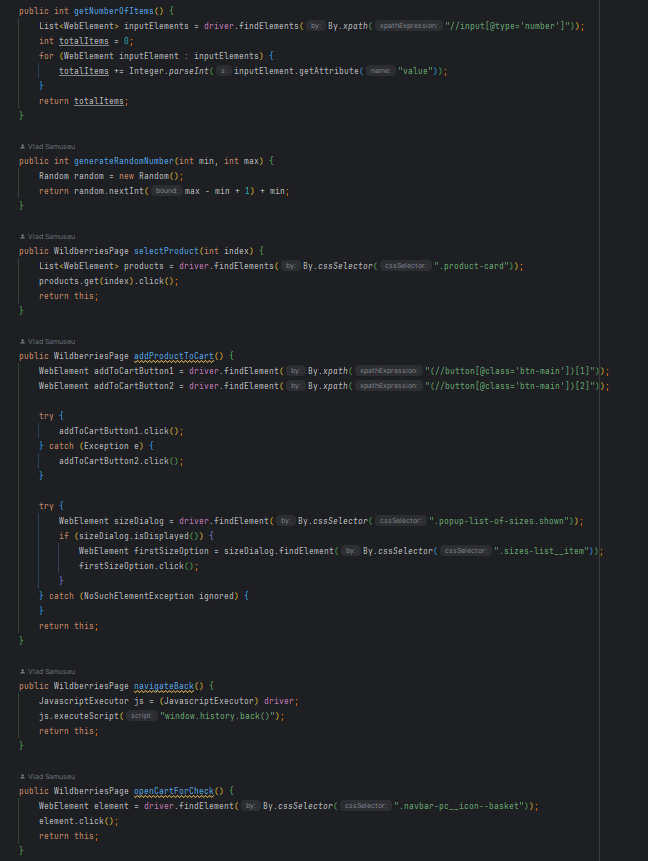 public int getNumberOfItems() {
List<WebElement> inputElements = driver.findElements( by: By.xpath( xpathExpression: "//input[@type='number']"));
int totalItems = 0;
for (WebElement inputElement : inputElements) {
totalItems += Integer.parseInt( s: inputElement.getAttribute( name: "value"));
}
return totalItems;
}
Vlad Samuseu
public int generateRandomNumber(int min, int max) {
Random random = new Random();
return random.nextInt( bound: max - min + 1) + min;
}
Vlad Samuseu
public WildberriesPage selectProduct(int index) {
List<WebElement> products = driver.findElements( by: By.cssSelector( cssSelector: ".product-card"));
products.get(index).click();
return this;
}
Vlad Samuseu
public WildberriesPage addProductToCart() {
WebElement addToCartButton1 = driver.findElement( by: By.xpath( xpathExpression: "(//button[@class='btn-main'])[1]"));
WebElement addToCartButton2 = driver.findElement( by: By.xpath( xpathExpression: "(//button[@class='btn-main'])[2]"));
try {
addToCartButton1.click();
} catch (Exception e) {
addToCartButton2.click();
}
try {
WebElement sizeDialog = driver.findElement( by: By.cssSelector( cssSelector: ".popup-list-of-sizes.shown"));
if (sizeDialog.isDisplayed()) {
WebElement firstSizeOption = sizeDialog.findElement( by: By.cssSelector( cssSelector: ".sizes-list__item"));
firstSizeOption.click();
}
} catch (NoSuchElementException ignored) {
}
return this;
}
Vlad Samuseu
public WildberriesPage navigateBack() {
JavascriptExecutor js = (JavascriptExecutor) driver;
js.executeScript( script: "window.history.back()");
return this;
}
Vlad Samuseu
public WildberriesPage openCartForCheck() {
WebElement element = driver.findElement( by: By.cssSelector( cssSelector: ".navbar-pc__icon--basket"));
element.click();
return this;
}